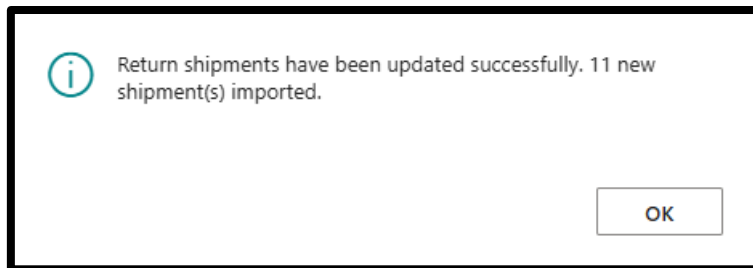 Return shipments have been updated successfully. 11 new
shipment(s) imported.
OK